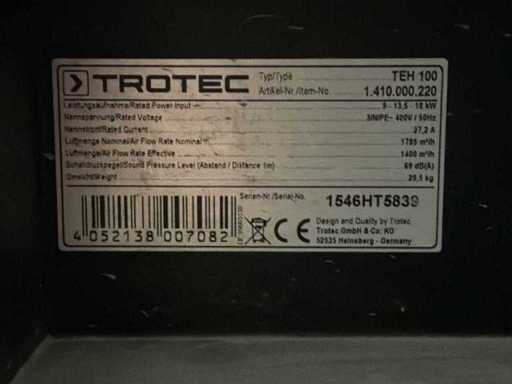 TROTEC
Typ/Type TEH 100
Artikel-Nr./Item-No. 1.410.000.220
Leistungsaufnahme/Rated Power Input 9 - 13,5 - 18 kW
Nennspannung/Rated Voltage 3/N/PE~ 400V / 50Hz
Nennstrom/Rated Current 27,2 A
Luftmenge Nominal/Air Flow Rate Nominal 1785 m³/h
Luftmenge/Air Flow Rate Effective 1400 m³/h
Schalldruckpegel/Sound Pressure Level (Abstand / Distance 1m) 69 dB(A)
Gewicht/Weight 29,5 kg
Serien-Nr./Serial-No. 1546HT5839
4 052138 007082
CE
Design and Quality by Trotec
Trotec GmbH & Co. KG
52525 Heinsberg - Germany